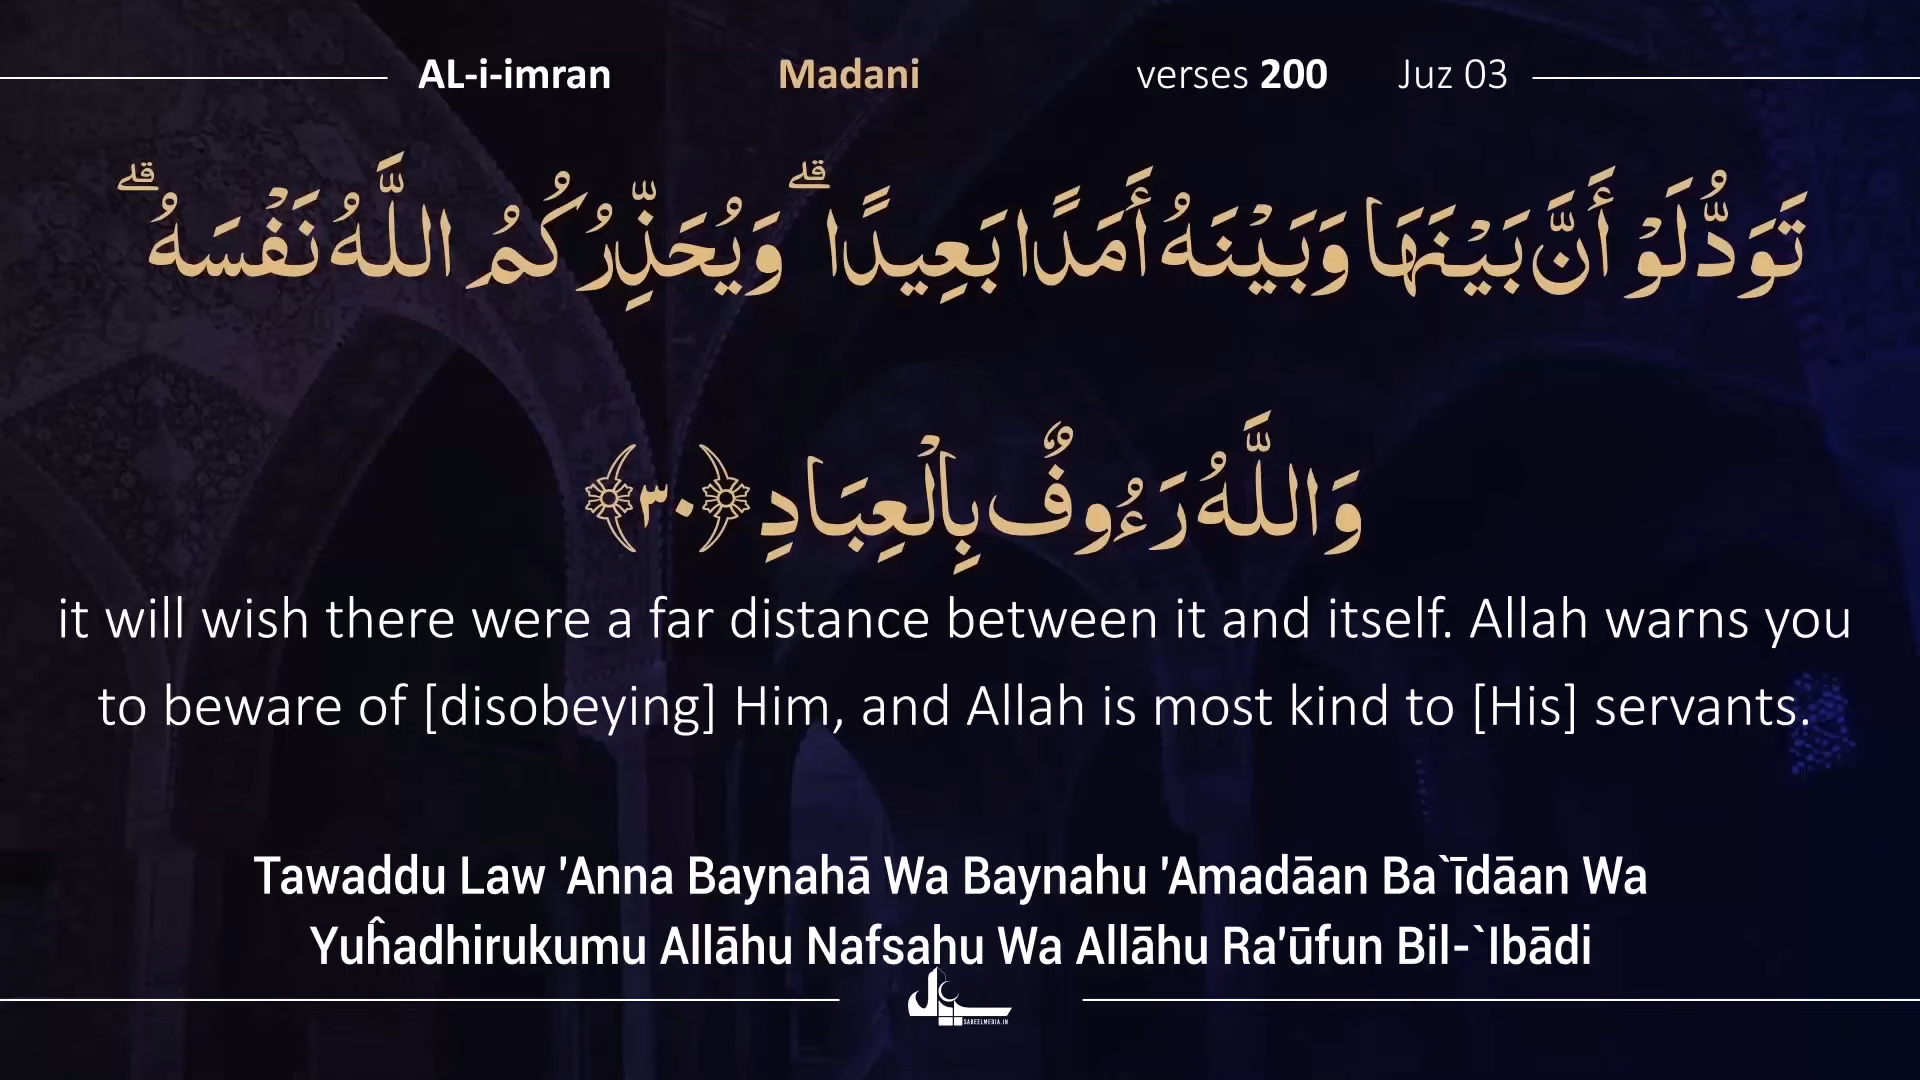 AL-i-imran Madani verses 200 Juz 03
تَوَدُّ لَوْ أَنَّ بَيْنَهَا وَبَيْنَهُ أَمَدًا بَعِيدًا ۗ وَيُحَذِّرُكُمُ اللَّهُ نَفْسَهُ ۗ
وَاللَّهُ رَءُوفٌ بِالْعِبَادِ ﴿٣٠﴾
it will wish there were a far distance between it and itself. Allah warns you
to beware of [disobeying] Him, and Allah is most kind to [His] servants.
Tawaddu Law 'Anna Baynahā Wa Baynahu 'Amadāan Ba`īdāan Wa
Yuĥadhirukumu Allāhu Nafsahu Wa Allāhu Ra'ūfun Bil-`Ibādi
SABEELMEDIA.IN